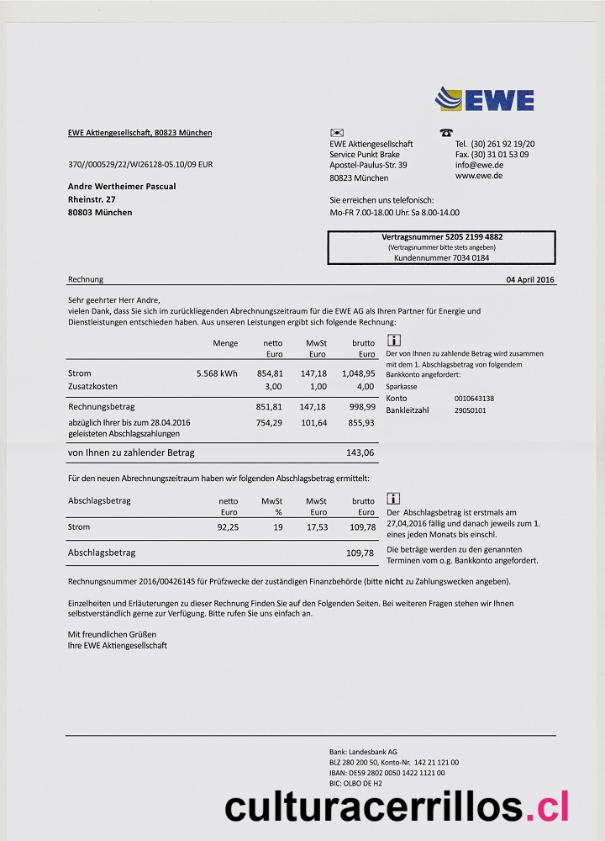 EWE
EWE Aktiengesellschaft, 80823 München
370//000529/22/WI26128-05.10/09 EUR
Andre Wertheimer Pascual
Rheinstr. 27
80803 München
EWE Aktiengesellschaft
Service Punkt Brake
Apostel-Paulus-Str. 39
80823 München
Tel. (30) 261 92 19/20
Fax. (30) 31 01 53 09
info@ewe.de
www.ewe.de
Sie erreichen uns telefonisch:
Mo-FR 7.00-18.00 Uhr. Sa 8.00-14.00
Vertragsnummer 5205 2199 4882
(Vertragsnummer bitte stets angeben)
Kundennummer 7034 0184
Rechnung 04 April 2016
Sehr geehrter Herr Andre,
vielen Dank, dass Sie sich im zurückliegenden Abrechnungszeitraum für die EWE AG als Ihren Partner für Energie und
Dienstleistungen entschieden haben. Aus unseren Leistungen ergibt sich folgende Rechnung:
Menge netto MwSt brutto
Euro Euro Euro
Strom 5.568 kWh 854,81 147,18 1,048,95
Zusatzkosten 3,00 1,00 4,00
Rechnungsbetrag 851,81 147,18 998,99
abzüglich Ihrer bis zum 28.04.2016 754,29 101,64 855,93
geleisteten Abschlagszahlungen
von Ihnen zu zahlender Betrag 143,06
i
Der von Ihnen zu zahlende Betrag wird zusammen
mit dem 1. Abschlagsbetrag von folgendem
Bankkonto angefordert:
Sparkasse
Konto 0010643138
Bankleitzahl 29050101
Für den neuen Abrechnungszeitraum haben wir folgenden Abschlagsbetrag ermittelt:
Abschlagsbetrag netto MwSt MwSt brutto
Euro % Euro Euro
Strom 92,25 19 17,53 109,78
Abschlagsbetrag 109,78
i
Der Abschlagsbetrag ist erstmals am
27,04,2016 fällig und danach jeweils zum 1.
eines jeden Monats bis einschl.
Die beträge werden zu den genannten
Terminen vom o.g. Bankkonto angefordert.
Rechnungsnummer 2016/00426145 für Prüfzwecke der zuständigen Finanzbehörde (bitte nicht zu Zahlungswecken angeben).
Einzelheiten und Erläuterungen zu dieser Rechnung Finden Sie auf den Folgenden Seiten. Bei weiteren Fragen stehen wir Ihnen
selbstverständlich gerne zur Verfügung. Bitte rufen Sie uns einfach an.
Mit freundlichen Grüßen
Ihre EWE Aktiengesellschaft
Bank: Landesbank AG
BLZ 280 200 50, Konto-Nr. 142 21 121 00
IBAN: DE59 2802 0050 1422 1121 00
BIC: OLBO DE H2
culturacerrillos.cl